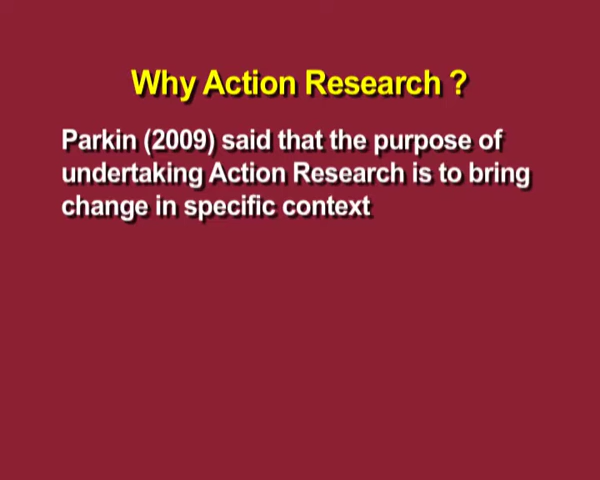 Why Action Research ?
Parkin (2009) said that the purpose of
undertaking Action Research is to bring
change in specific context